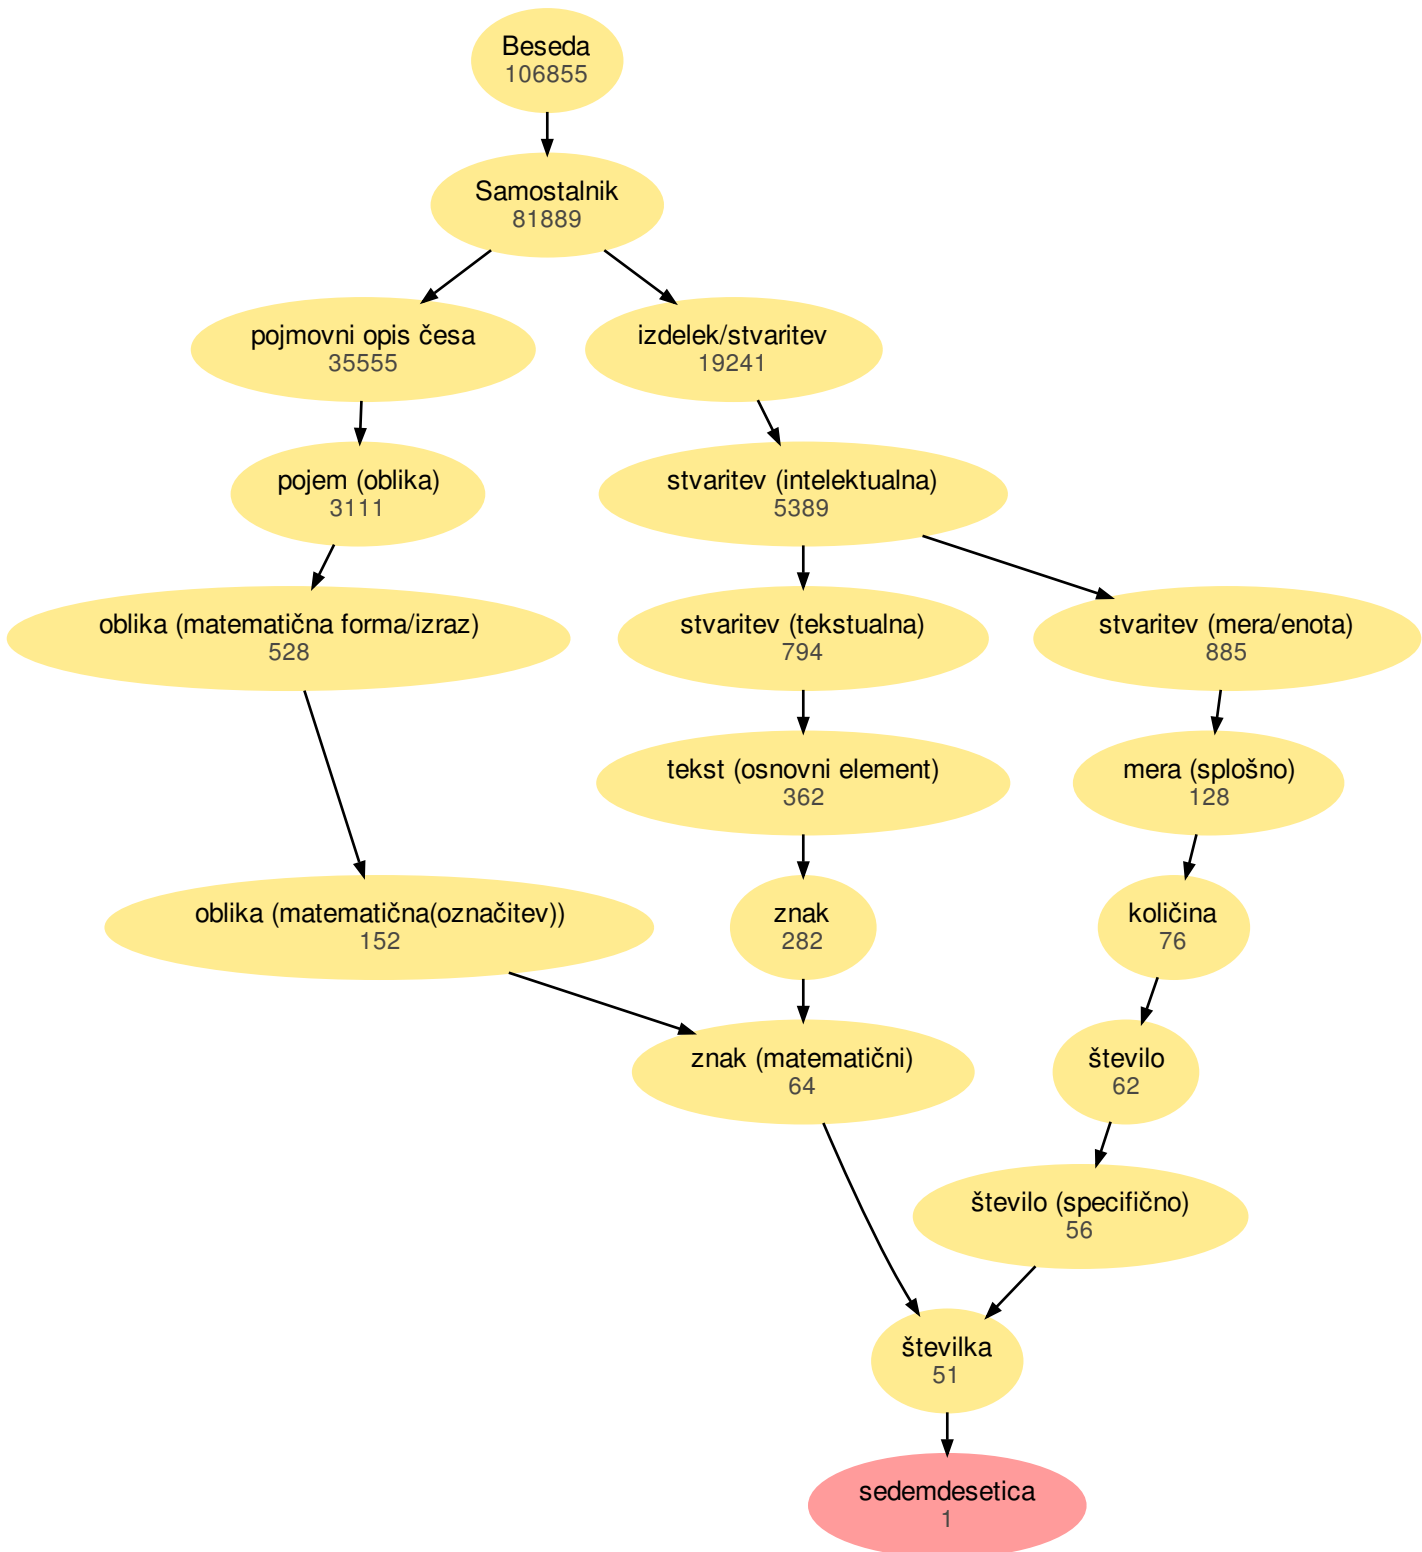 Beseda
106855
Samostalnik
81889
pojmovni opis česa
35555
izdelek/stvaritev
19241
pojem (oblika)
3111
stvaritev (intelektualna)
5389
oblika (matematična forma/izraz)
528
stvaritev (tekstualna)
794
stvaritev (mera/enota)
885
tekst (osnovni element)
362
mera (splošno)
128
oblika (matematična(označitev))
152
znak
282
količina
76
znak (matematični)
64
število
62
število (specifično)
56
številka
51
sedemdesetica
1